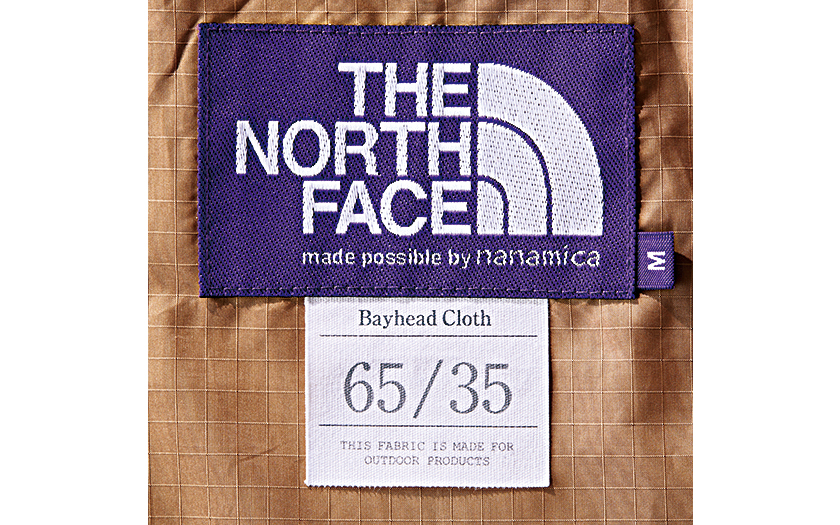 THE
NORTH
FACE
made possible by nanamica
M
Bayhead Cloth
65/35
THIS FABRIC IS MADE FOR
OUTDOOR PRODUCTS